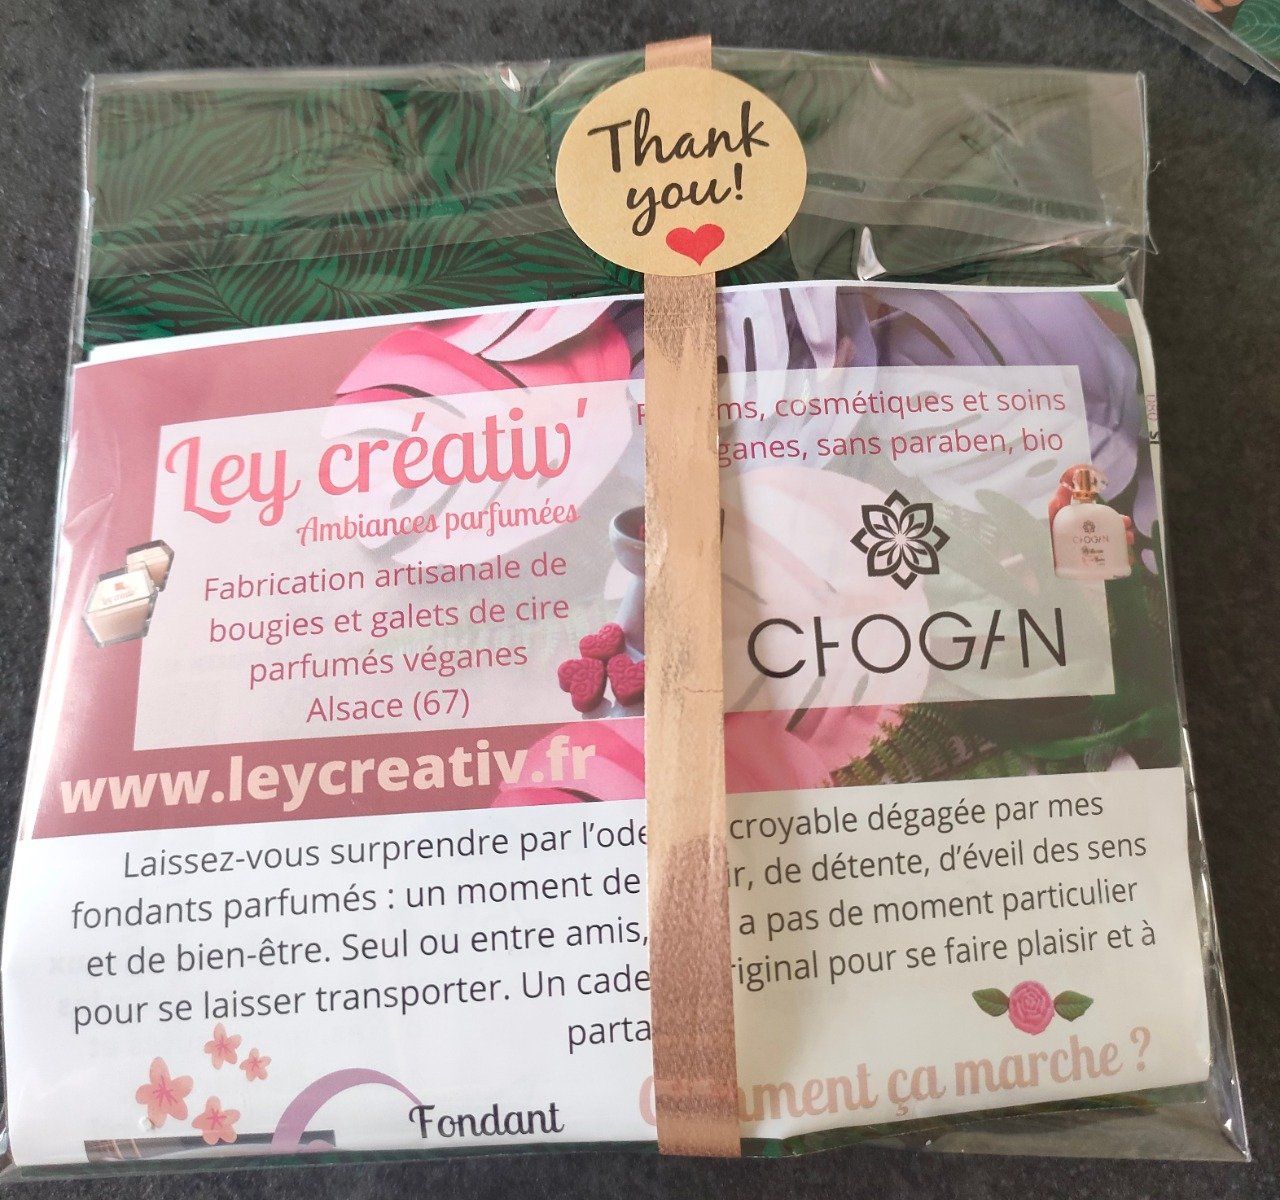 Thank
you!
Ley créativ'
Ambiances parfumées
Fabrication artisanale de
bougies et galets de cire
parfumés véganes
Alsace (67)
www.leycreativ.fr
cosmétiques et soins
sans paraben, bio
CHOGAN
CHOGAN
Laissez-vous surprendre par croyable dégagée par mes
fondants parfumés : un moment de de détente, d'éveil des sens
et de bien-être. Seul ou entre amis, a pas de moment particulier
pour se laisser transporter. Un pour se faire plaisir et à
Fondant
ça marche ?